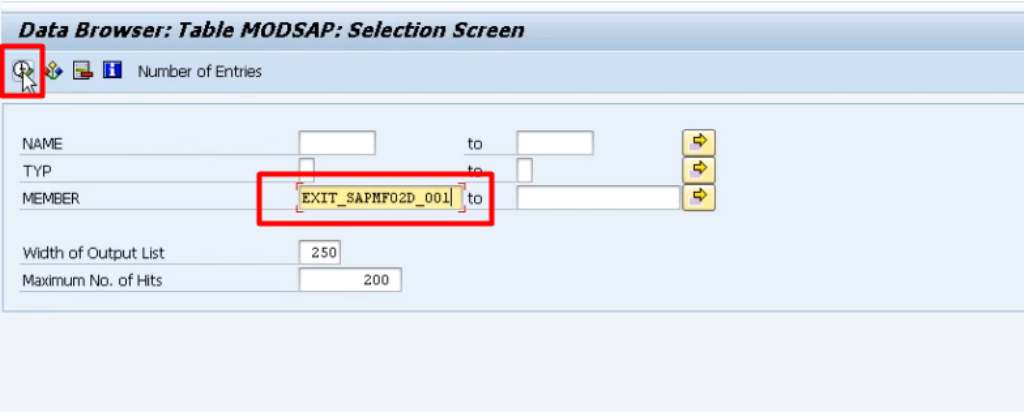 Data Browser: Table MODSAP: Selection Screen
Number of Entries
NAME to
TYP to
MEMBER EXIT_SAPMF02D_001 to
Width of Output List 250
Maximum No. of Hits 200